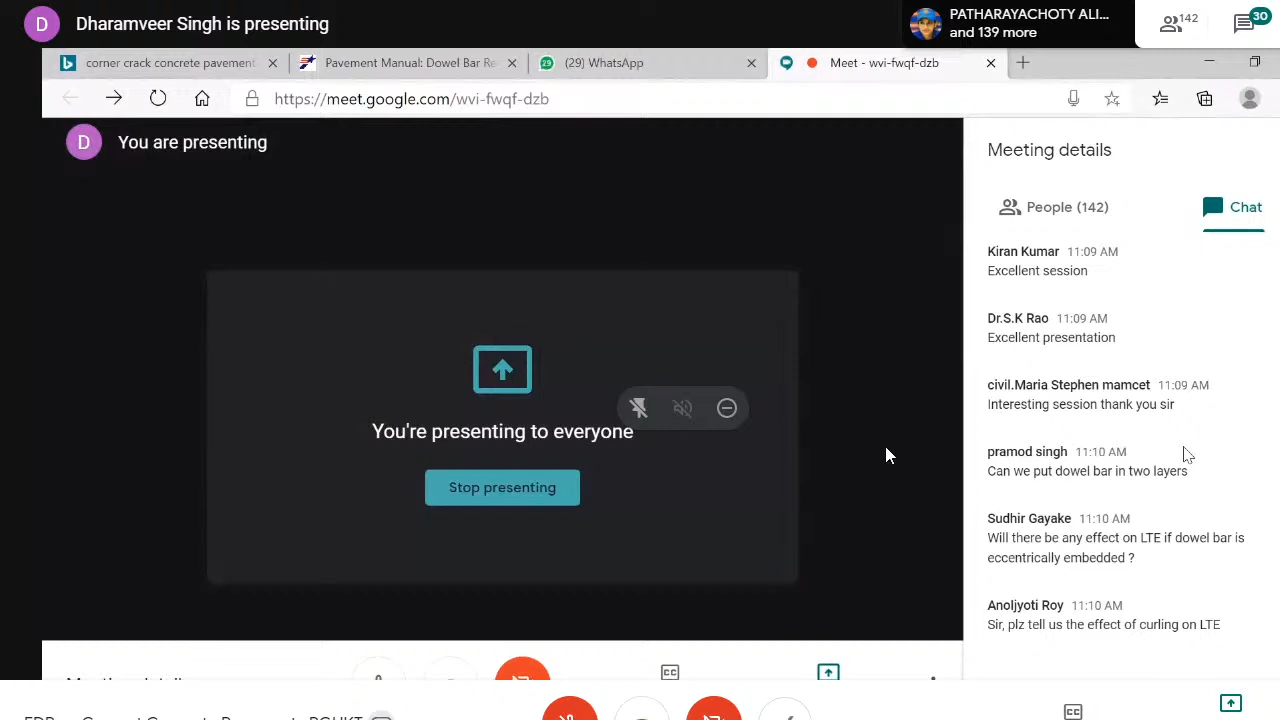 D Dharamveer Singh is presenting
PATHARAYACHOTY ALI...
and 139 more
142
30
corner crack concrete pavement
Pavement Manual: Dowel Bar Re
(29) WhatsApp
Meet - wvi-fwqf-dzb
https://meet.google.com/wvi-fwqf-dzb
D You are presenting
You're presenting to everyone
Stop presenting
Meeting details
People (142)
Chat
Kiran Kumar 11:09 AM
Excellent session
Dr.S.K Rao 11:09 AM
Excellent presentation
civil.Maria Stephen mamcet 11:09 AM
Interesting session thank you sir
pramod singh 11:10 AM
Can we put dowel bar in two layers
Sudhir Gayake 11:10 AM
Will there be any effect on LTE if dowel bar is
eccentrically embedded ?
Anoljyoti Roy 11:10 AM
Sir, plz tell us the effect of curling on LTE
CC
CC